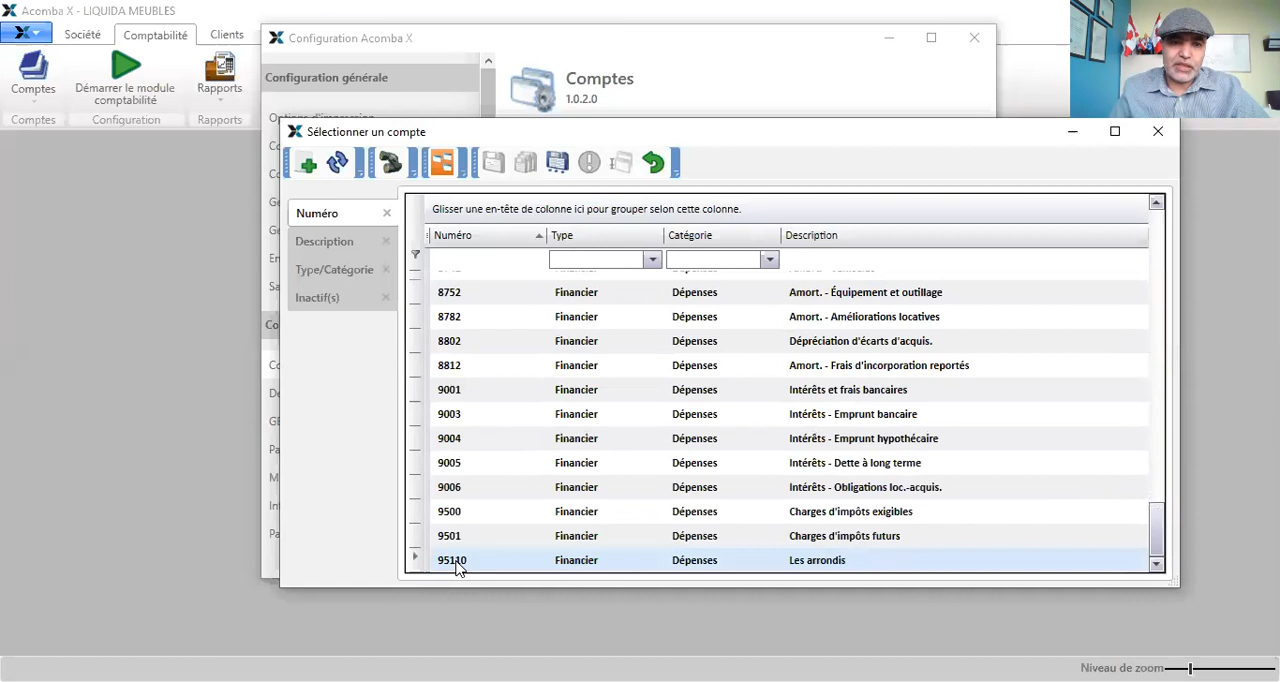 Acomba X - LIQUIDA MEUBLES
Société
Comptabilité
Clients
Comptes
Démarrer le module
comptabilité
Rapports
Comptes
Configuration
Rapports
Configuration Acomba X
Configuration générale
Comptes
1.0.2.0
Sélectionner un compte
Numéro
Description
Type/Catégorie
Inactif(s)
Glisser une en-tête de colonne ici pour grouper selon cette colonne.
Numéro Type Catégorie Description
8752 Financier Dépenses Amort. - Équipement et outillage
8782 Financier Dépenses Amort. - Améliorations locatives
8802 Financier Dépenses Dépréciation d'écarts d'acquis.
8812 Financier Dépenses Amort. - Frais d'incorporation reportés
9001 Financier Dépenses Intérêts et frais bancaires
9003 Financier Dépenses Intérêts - Emprunt bancaire
9004 Financier Dépenses Intérêts - Emprunt hypothécaire
9005 Financier Dépenses Intérêts - Dette à long terme
9006 Financier Dépenses Intérêts - Obligations loc.-acquis.
9500 Financier Dépenses Charges d'impôts exigibles
9501 Financier Dépenses Charges d'impôts futurs
95110 Financier Dépenses Les arrondis
Niveau de zoom